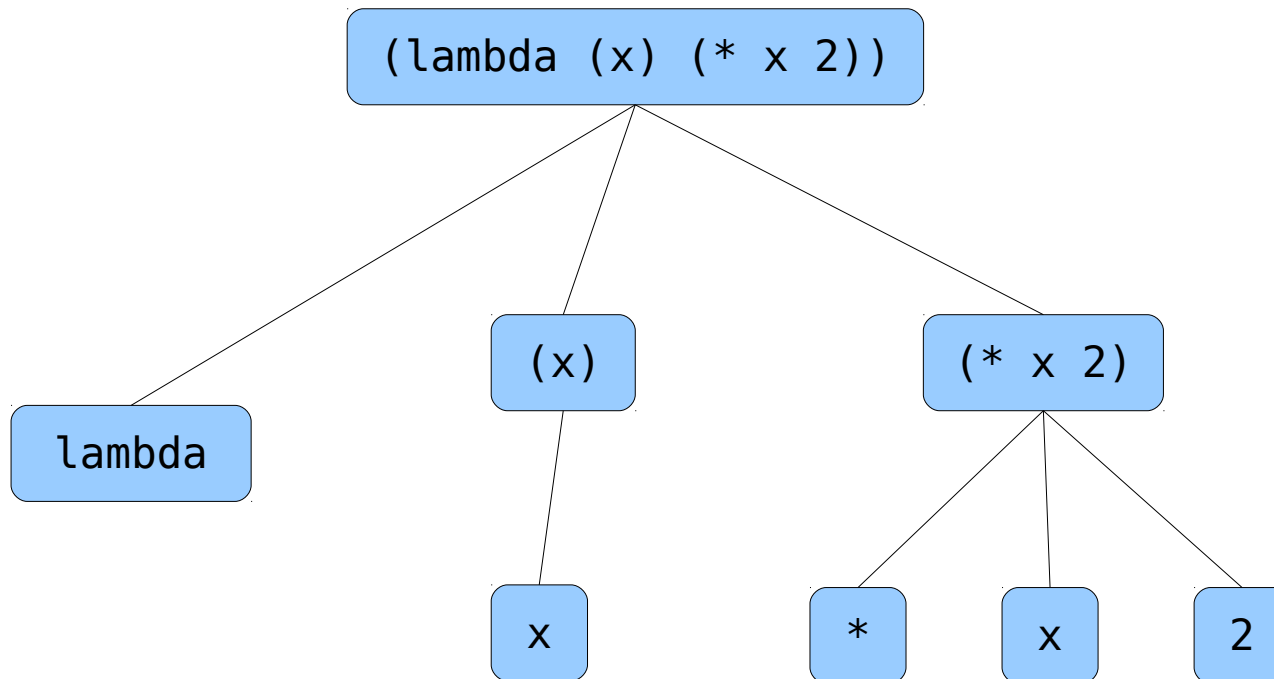 (lambda (x) (* x 2))
(x)
(* x 2)
lambda
x
*
x
2